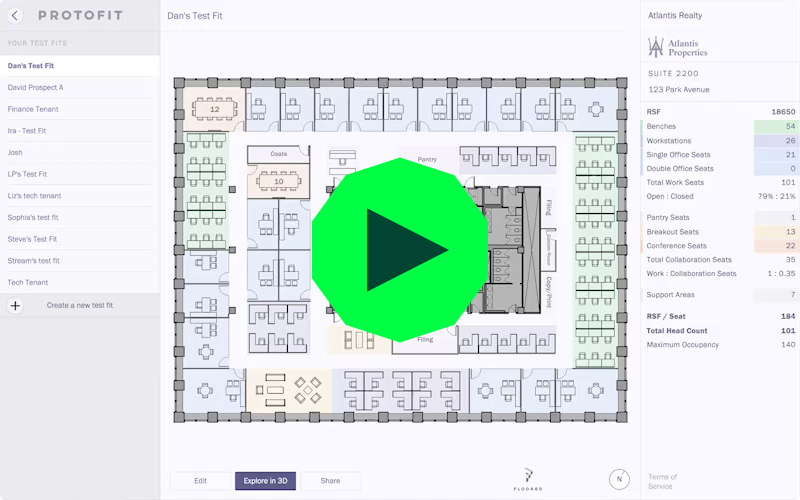 PROTOFIT
YOUR TEST FITS
Dan's Test Fit
David Prospect A
Finance Tenant
Ira - Test Fit
Josh
LP's Test Fit
Liz's tech tenant
Sophia's test fit
Steve's Test Fit
Stream's test fit
Tech Tenant
Create a new test fit
Dan's Test Fit
12
Coats
10
Pantry
Filing
Copy/Print
Filing
Edit
Explore in 3D
Share
FLOORED
N
Atlantis Realty
Atlantis
Properties
SUITE 2200
123 Park Avenue
RSF 18650
Benches 54
Workstations 26
Single Office Seats 21
Double Office Seats 0
Total Work Seats 101
Open : Closed 79% : 21%
Pantry Seats 1
Breakout Seats 13
Conference Seats 22
Total Collaboration Seats 35
Work : Collaboration Seats 1 : 0.35
Support Areas 7
RSF / Seat 184
Total Head Count 101
Maximum Occupancy 140
Terms of
Service